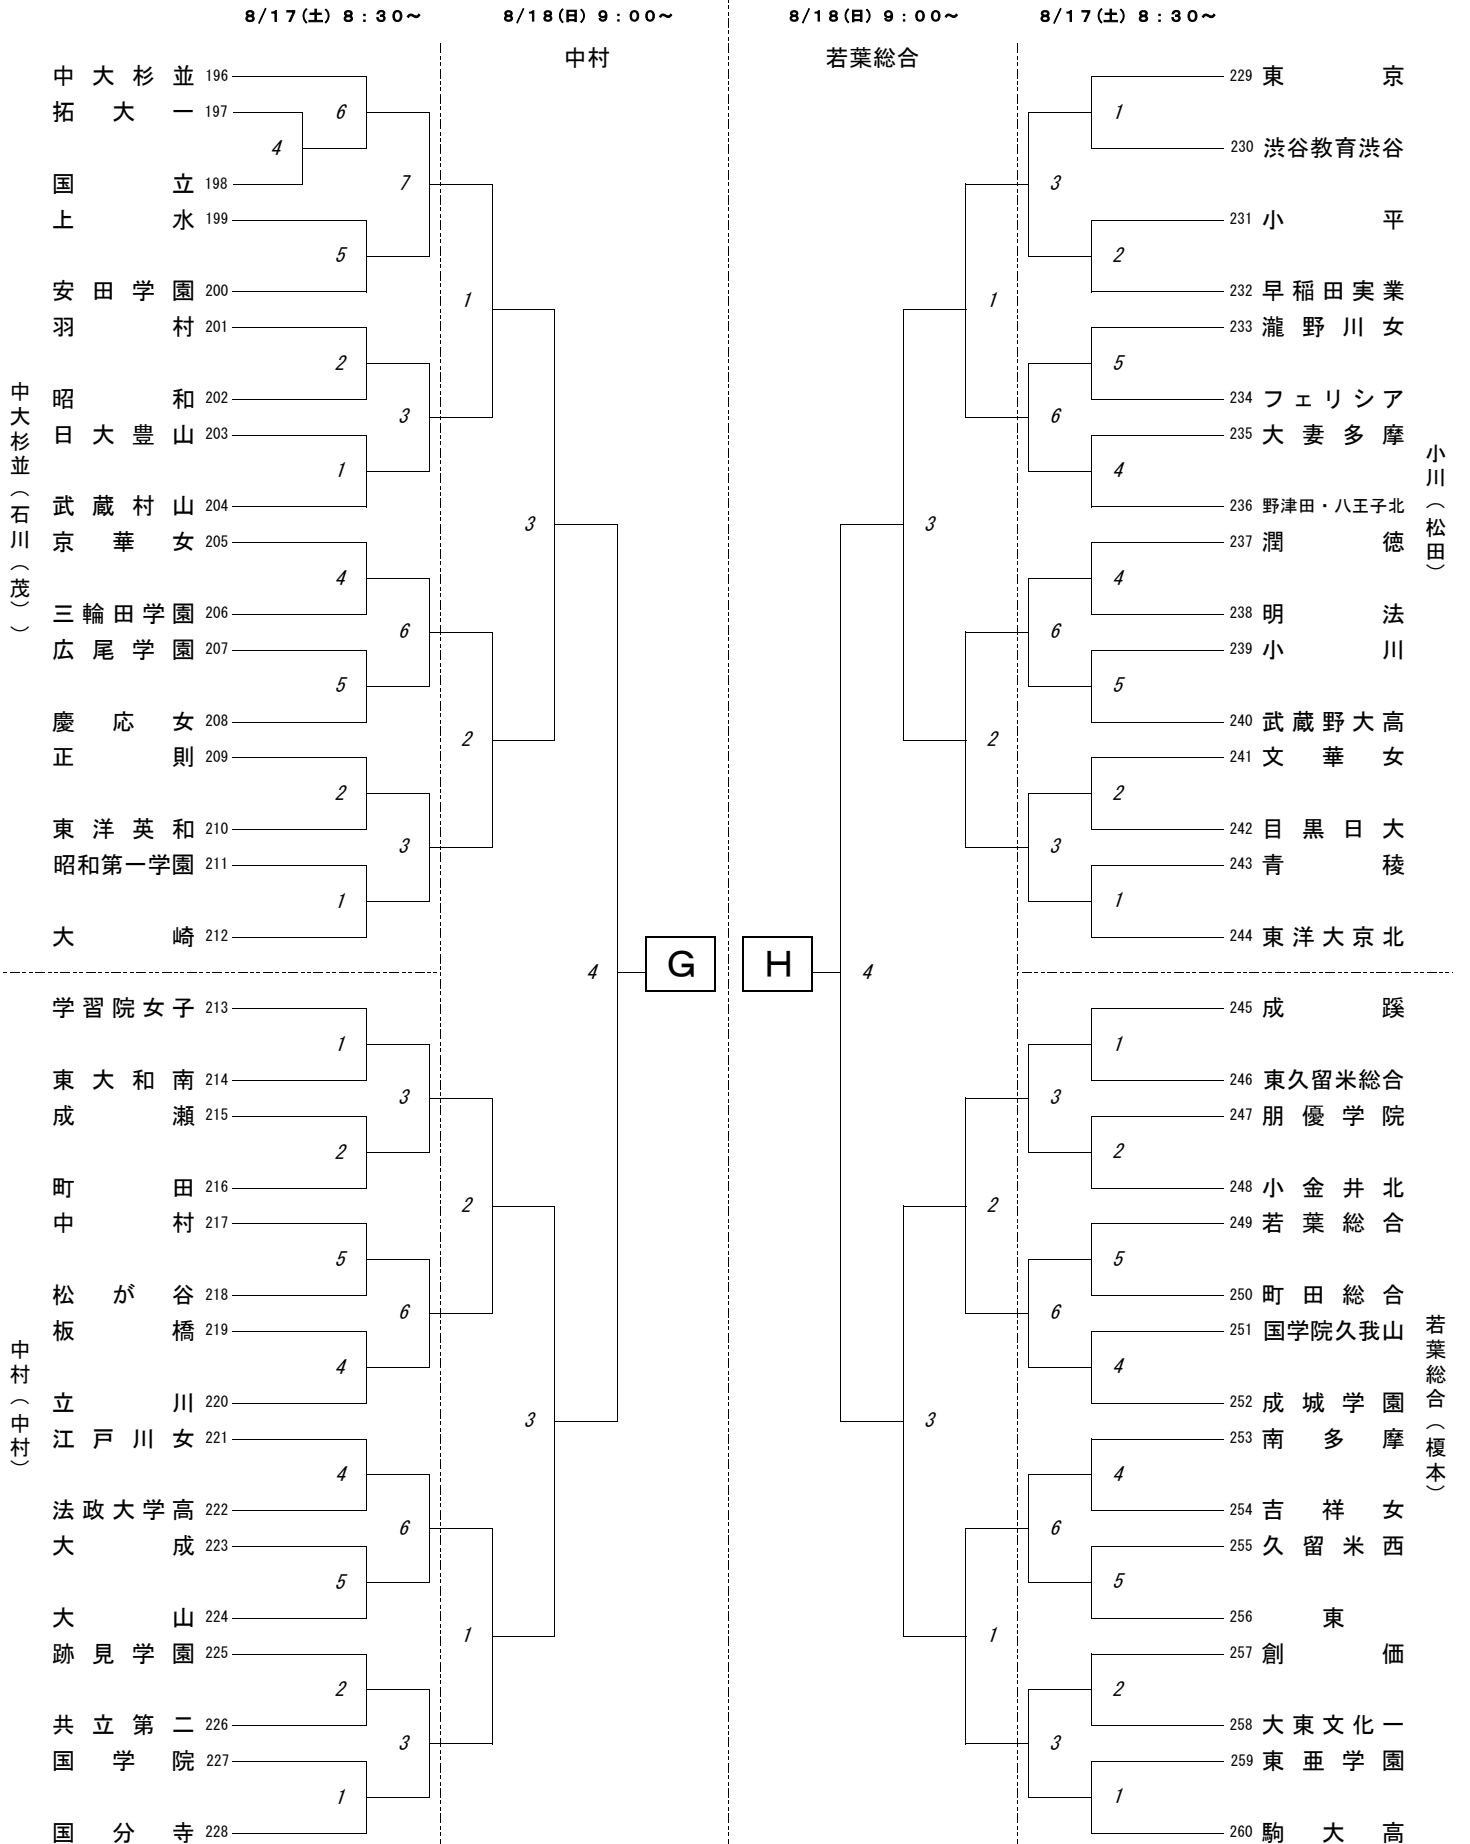 8/17(土) 8:30～
8/18(日) 9:00～
8/18(日) 9:00～
8/17(土) 8:30～
中村
若葉総合
中大杉並 196
拓大一 197
国立 198
上水 199
安田学園 200
羽村 201
昭和 202
日大豊山 203
武蔵村山 204
京華女 205
三輪田学園 206
広尾学園 207
慶応女 208
正則 209
東洋英和 210
昭和第一学園 211
大崎 212
中大杉並（石川（茂））
6
4
7
5
1
2
3
1
3
4
6
5
2
2
3
1
学習院女子 213
東大和南 214
成瀬 215
町田 216
中村 217
松が谷 218
板橋 219
立川 220
江戸川女 221
法政大学高 222
大成 223
大山 224
跡見学園 225
共立第二 226
国学院 227
国分寺 228
中村（中村）
1
3
2
2
5
6
4
3
4
6
5
1
2
3
1
4
G
H
4
229 東京
230 渋谷教育渋谷
231 小平
232 早稲田実業
233 瀧野川女
234 フェリシア
235 大妻多摩
236 野津田・八王子北
237 潤徳
238 明法
239 小川
240 武蔵野大高
241 文華女
242 目黒日大
243 青稜
244 東洋大京北
小川（松田）
1
3
2
1
5
6
4
3
4
6
5
2
2
3
1
245 成蹊
246 東久留米総合
247 朋優学院
248 小金井北
249 若葉総合
250 町田総合
251 国学院久我山
252 成城学園
253 南多摩
254 吉祥女
255 久留米西
256 東
257 創価
258 大東文化一
259 東亜学園
260 駒大高
若葉総合（榎本）
1
3
2
2
5
6
4
3
4
6
5
1
2
3
1